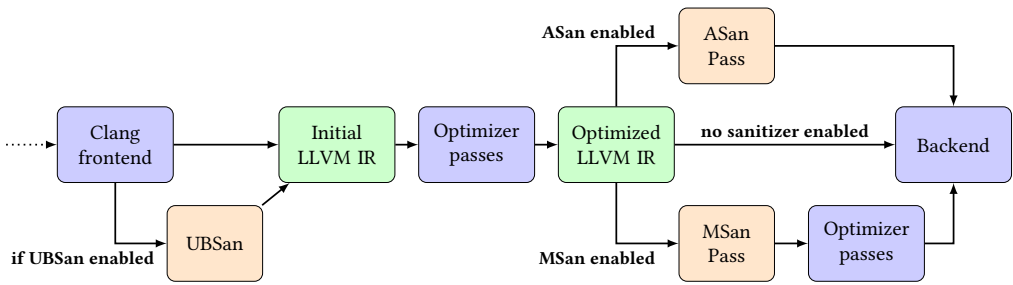 ASan enabled
ASan
Pass
Clang
frontend
Initial
LLVM IR
Optimizer
passes
Optimized
LLVM IR
no sanitizer enabled
Backend
if UBSan enabled
UBSan
MSan enabled
MSan
Pass
Optimizer
passes